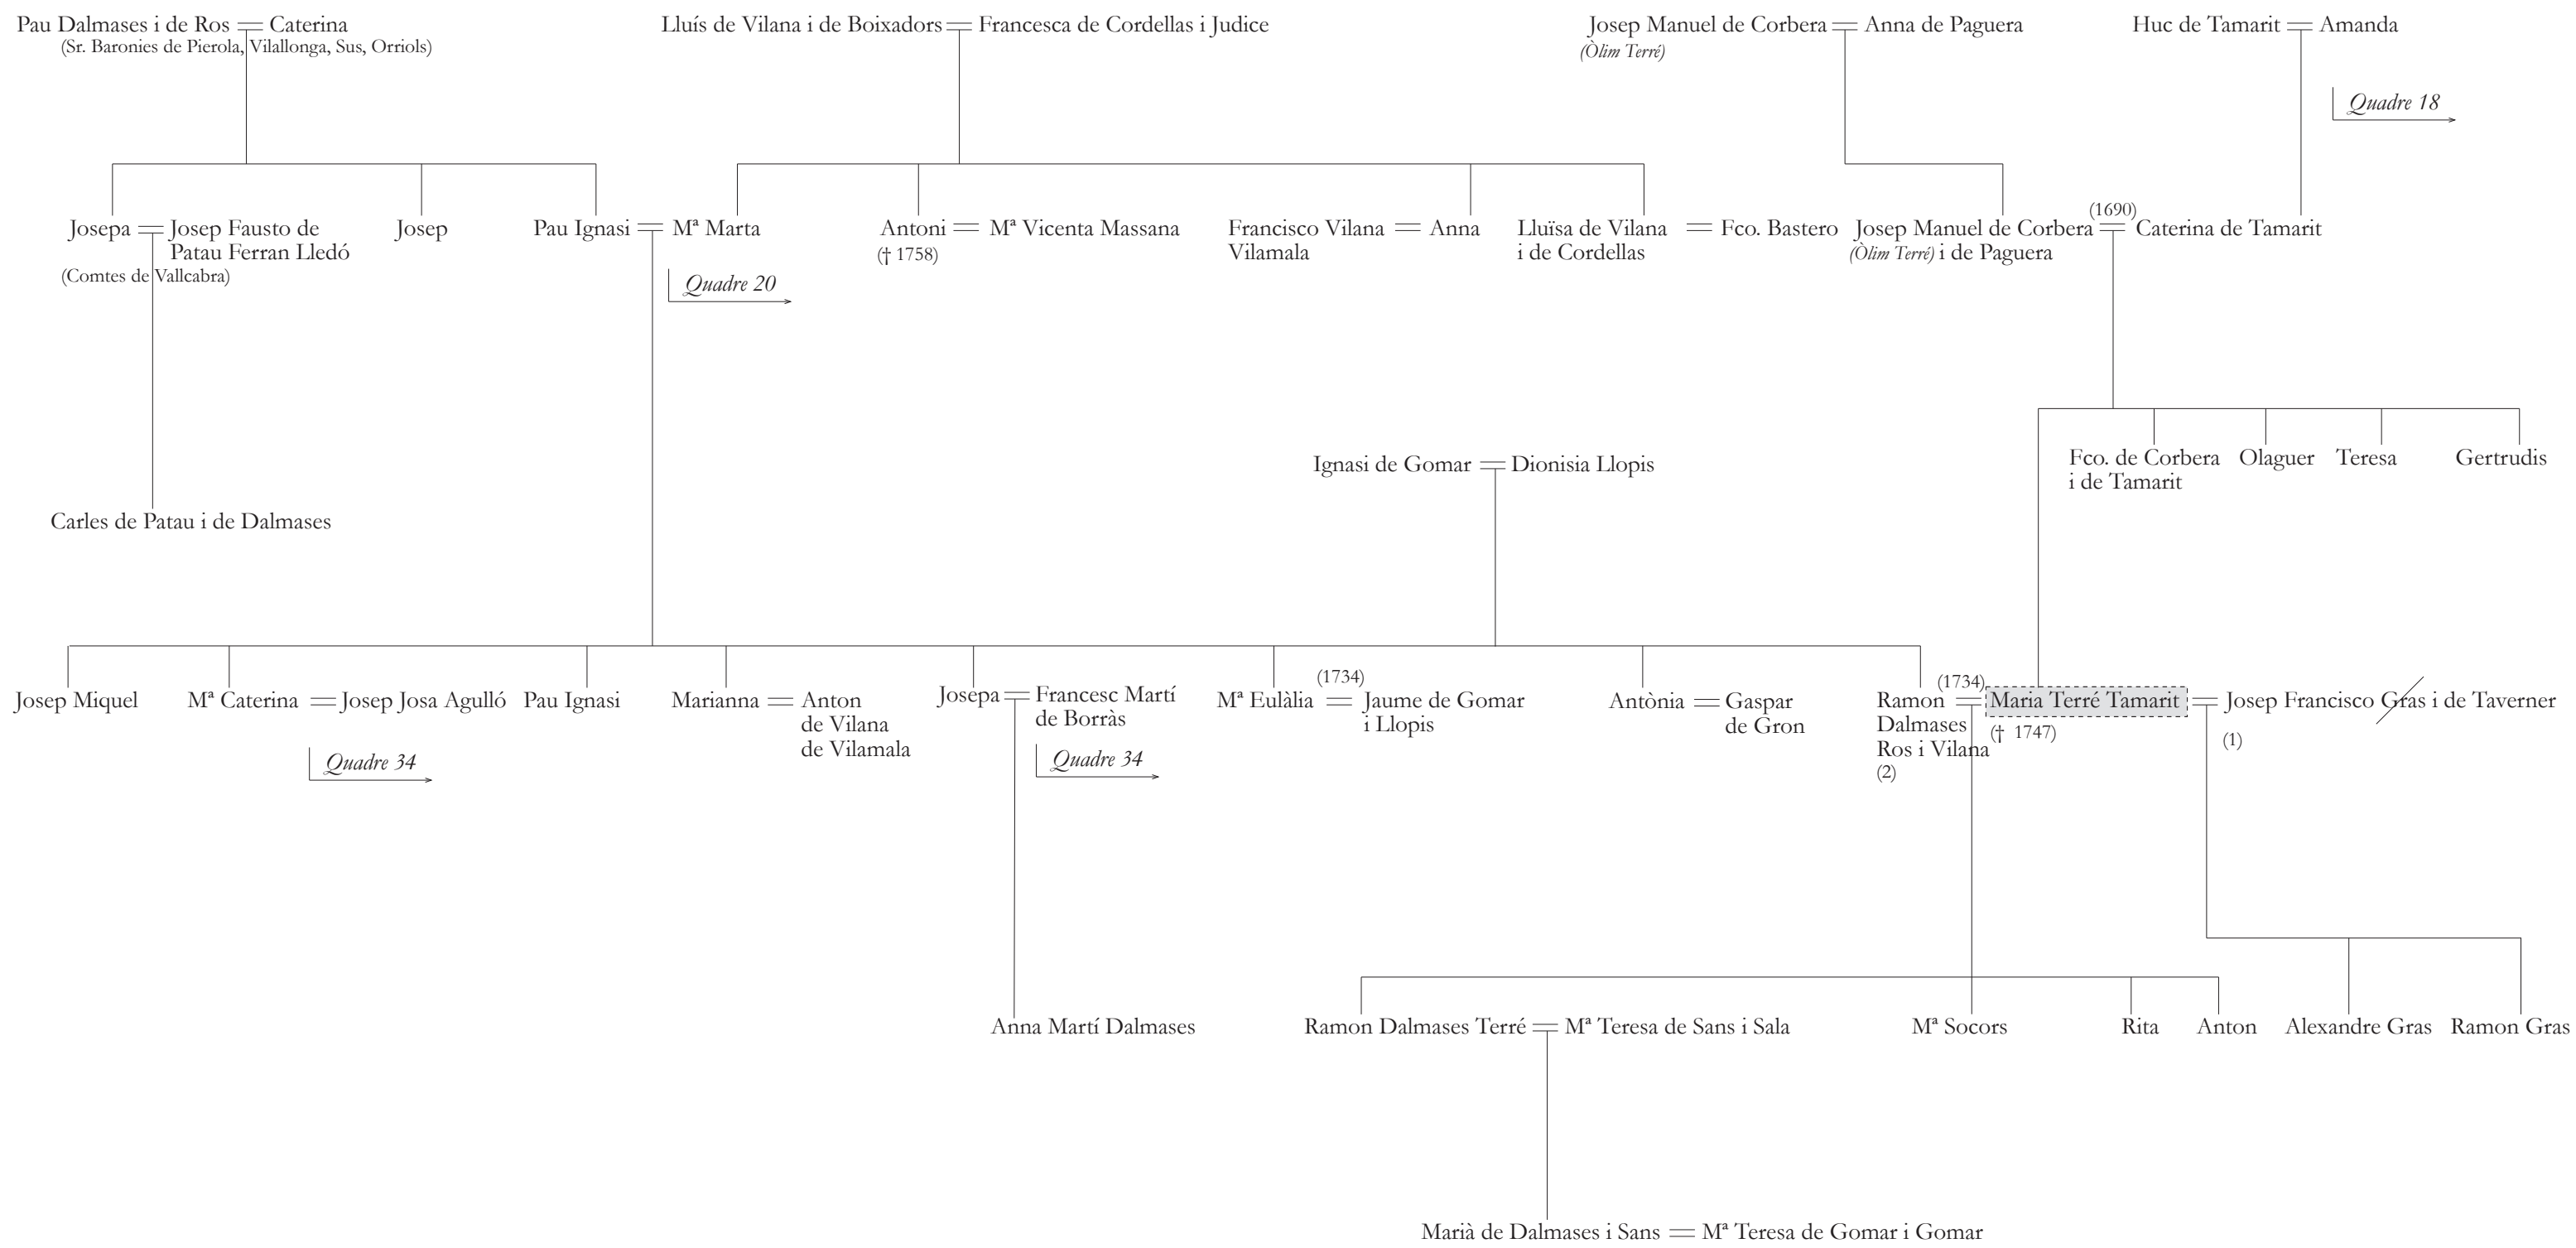 Pau Dalmases i de Ros Caterina
(Sr. Baronies de Pierola, Vilallonga, Sus, Orriols)
Lluís de Vilana i de Boixadors Francesca de Cordellas i Judice
Josep Manuel de Corbera Anna de Paguera
(Òlim Terré)
Huc de Tamarit Amanda
Quadre 18
Josepa Josep Fausto de
Patau Ferran Lledó
(Comtes de Vallcabra)
Josep
Pau Ignasi Mª Marta
Quadre 20
Antoni Mª Vicenta Massana
(† 1758)
Francisco Vilana Anna
Vilamala
Lluïsa de Vilana Fco. Bastero
i de Cordellas
(1690)
Josep Manuel de Corbera Caterina de Tamarit
(Òlim Terré) i de Paguera
Fco. de Corbera Olaguer Teresa Gertrudis
i de Tamarit
Ignasi de Gomar Dionisia Llopis
Carles de Patau i de Dalmases
Josep Miquel
Mª Caterina Josep Josa Agulló
Quadre 34
Pau Ignasi
Marianna Anton
de Vilana
de Vilamala
Josepa Francesc Martí
de Borràs
Quadre 34
(1734)
Mª Eulàlia Jaume de Gomar
i Llopis
Antònia Gaspar
de Gron
(1734)
Ramon Maria Terré Tamarit Josep Francisco Gras i de Taverner
Dalmases († 1747) (1)
Ros i Vilana
(2)
Anna Martí Dalmases
Ramon Dalmases Terré Mª Teresa de Sans i Sala
Mª Socors
Rita
Anton
Alexandre Gras
Ramon Gras
Marià de Dalmases i Sans Mª Teresa de Gomar i Gomar